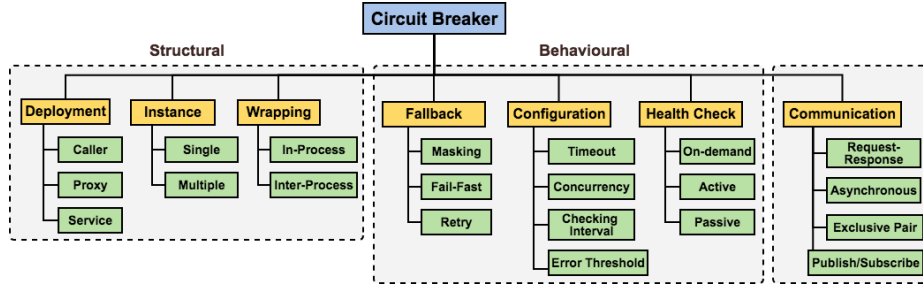 Circuit Breaker
Structural
Behavioural
Deployment
Instance
Wrapping
Fallback
Configuration
Health Check
Communication
Caller
Proxy
Service
Single
Multiple
In-Process
Inter-Process
Masking
Fail-Fast
Retry
Timeout
Concurrency
Checking
Interval
Error Threshold
On-demand
Active
Passive
Request-
Response
Asynchronous
Exclusive Pair
Publish/Subscribe